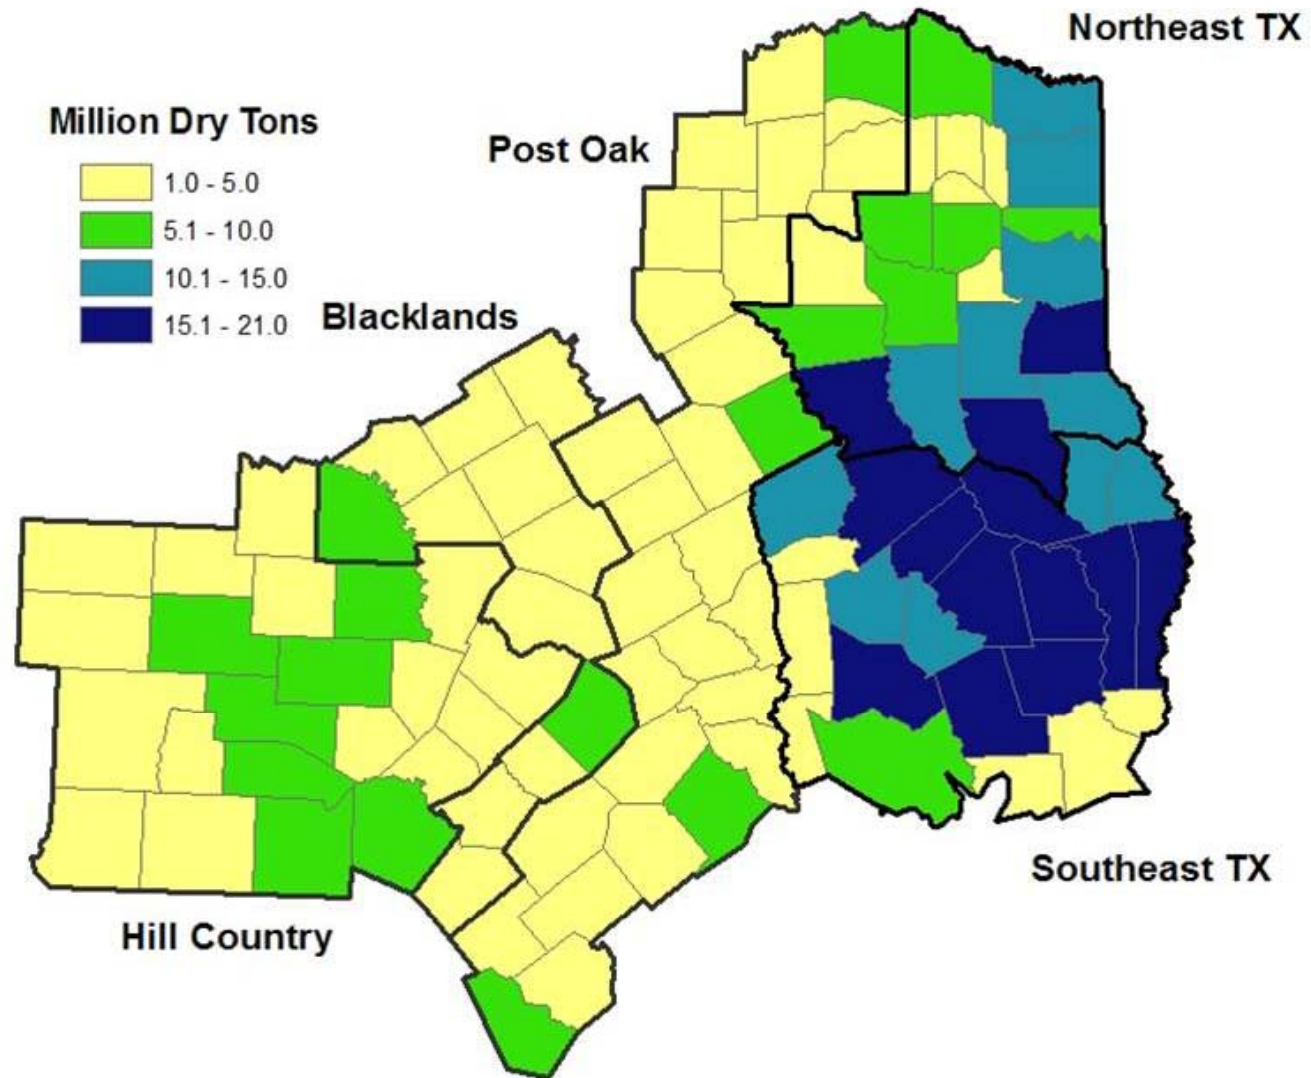 Northeast TX
Million Dry Tons
Post Oak
1.0 - 5.0
5.1 - 10.0
10.1 - 15.0
15.1 - 21.0
Blacklands
Southeast TX
Hill Country